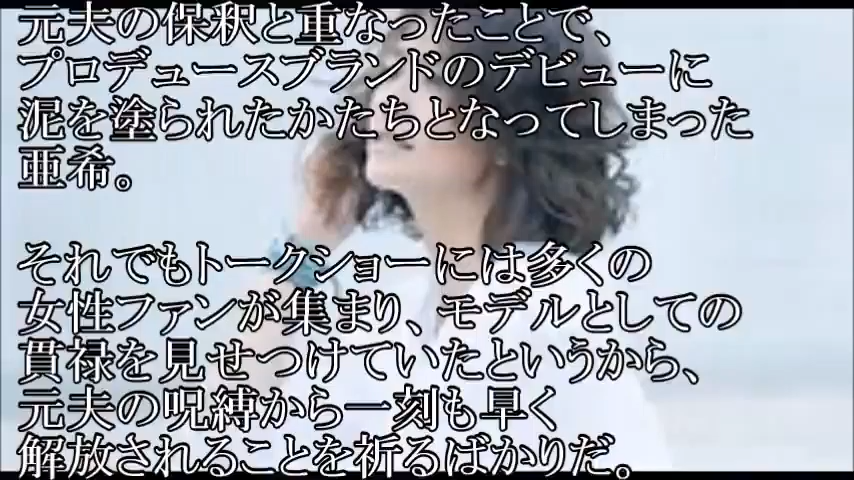 元夫の保釈と重なったことで、
プロデュースブランドのデビューに
泥を塗られたかたちとなってしまった
亜希。
それでもトークショーには多くの
女性ファンが集まり、モデルとしての
貫禄を見せつけていたというから、
元夫の呪縛から一刻も早く
解放されることを祈るばかりだ。